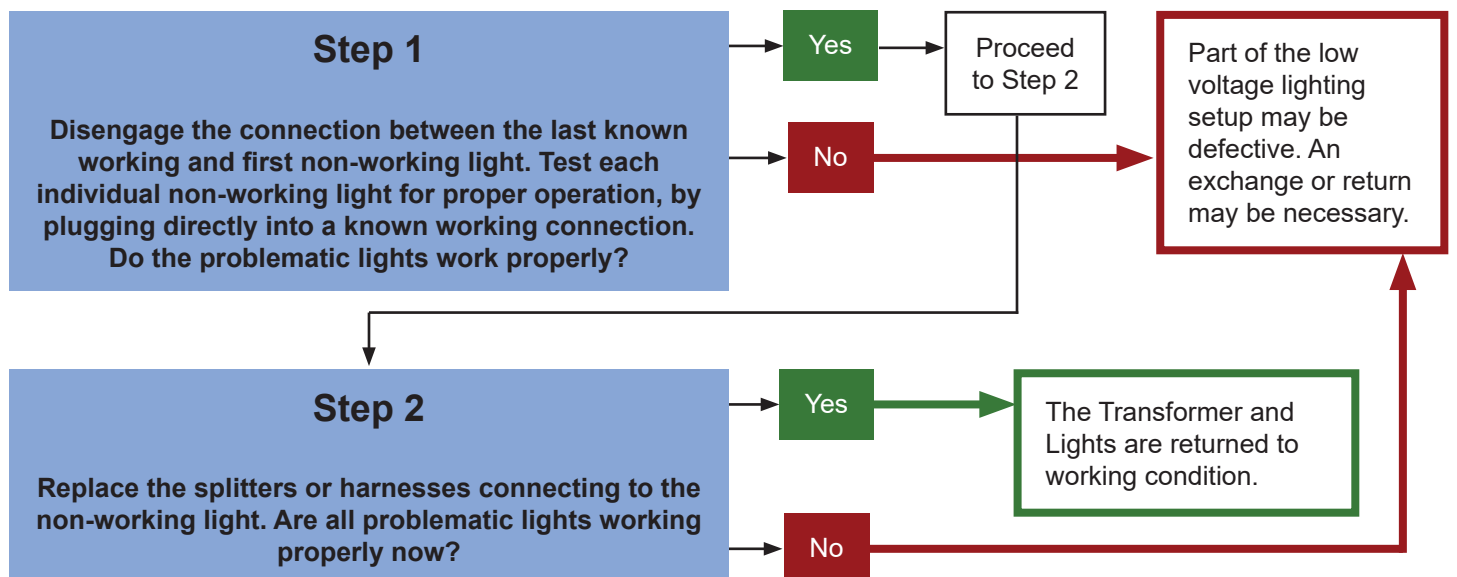 Step 1
Disengage the connection between the last known
working and first non-working light. Test each
individual non-working light for proper operation, by
plugging directly into a known working connection.
Do the problematic lights work properly?
Yes
Proceed
to Step 2
No
Part of the low
voltage lighting
setup may be
defective. An
exchange or return
may be necessary.
Step 2
Replace the splitters or harnesses connecting to the
non-working light. Are all problematic lights working
properly now?
Yes
The Transformer and
Lights are returned to
working condition.
No